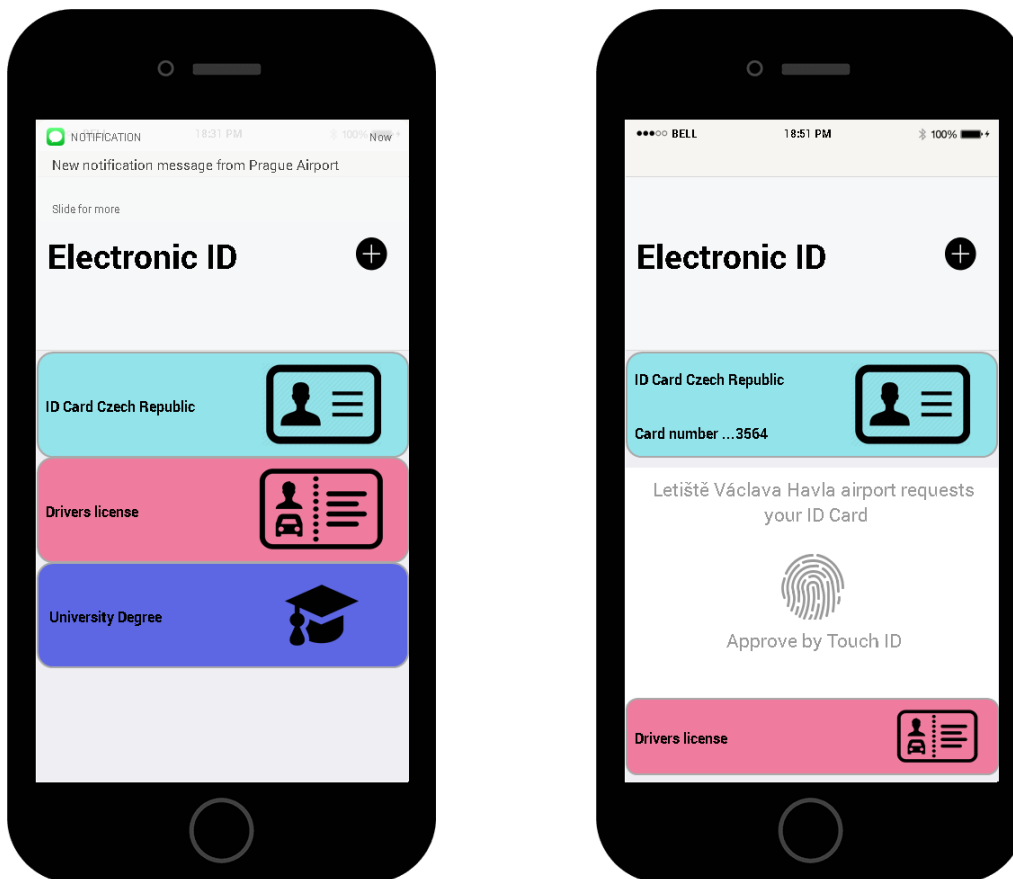 NOTIFICATION
18:31 PM
100%
Now
New notification message from Prague Airport
Slide for more
Electronic ID
ID Card Czech Republic
Drivers license
University Degree
BELL
18:51 PM
100%
Electronic ID
ID Card Czech Republic
Card number ...3564
Letiště Václava Havla airport requests
your ID Card
Approve by Touch ID
Drivers license